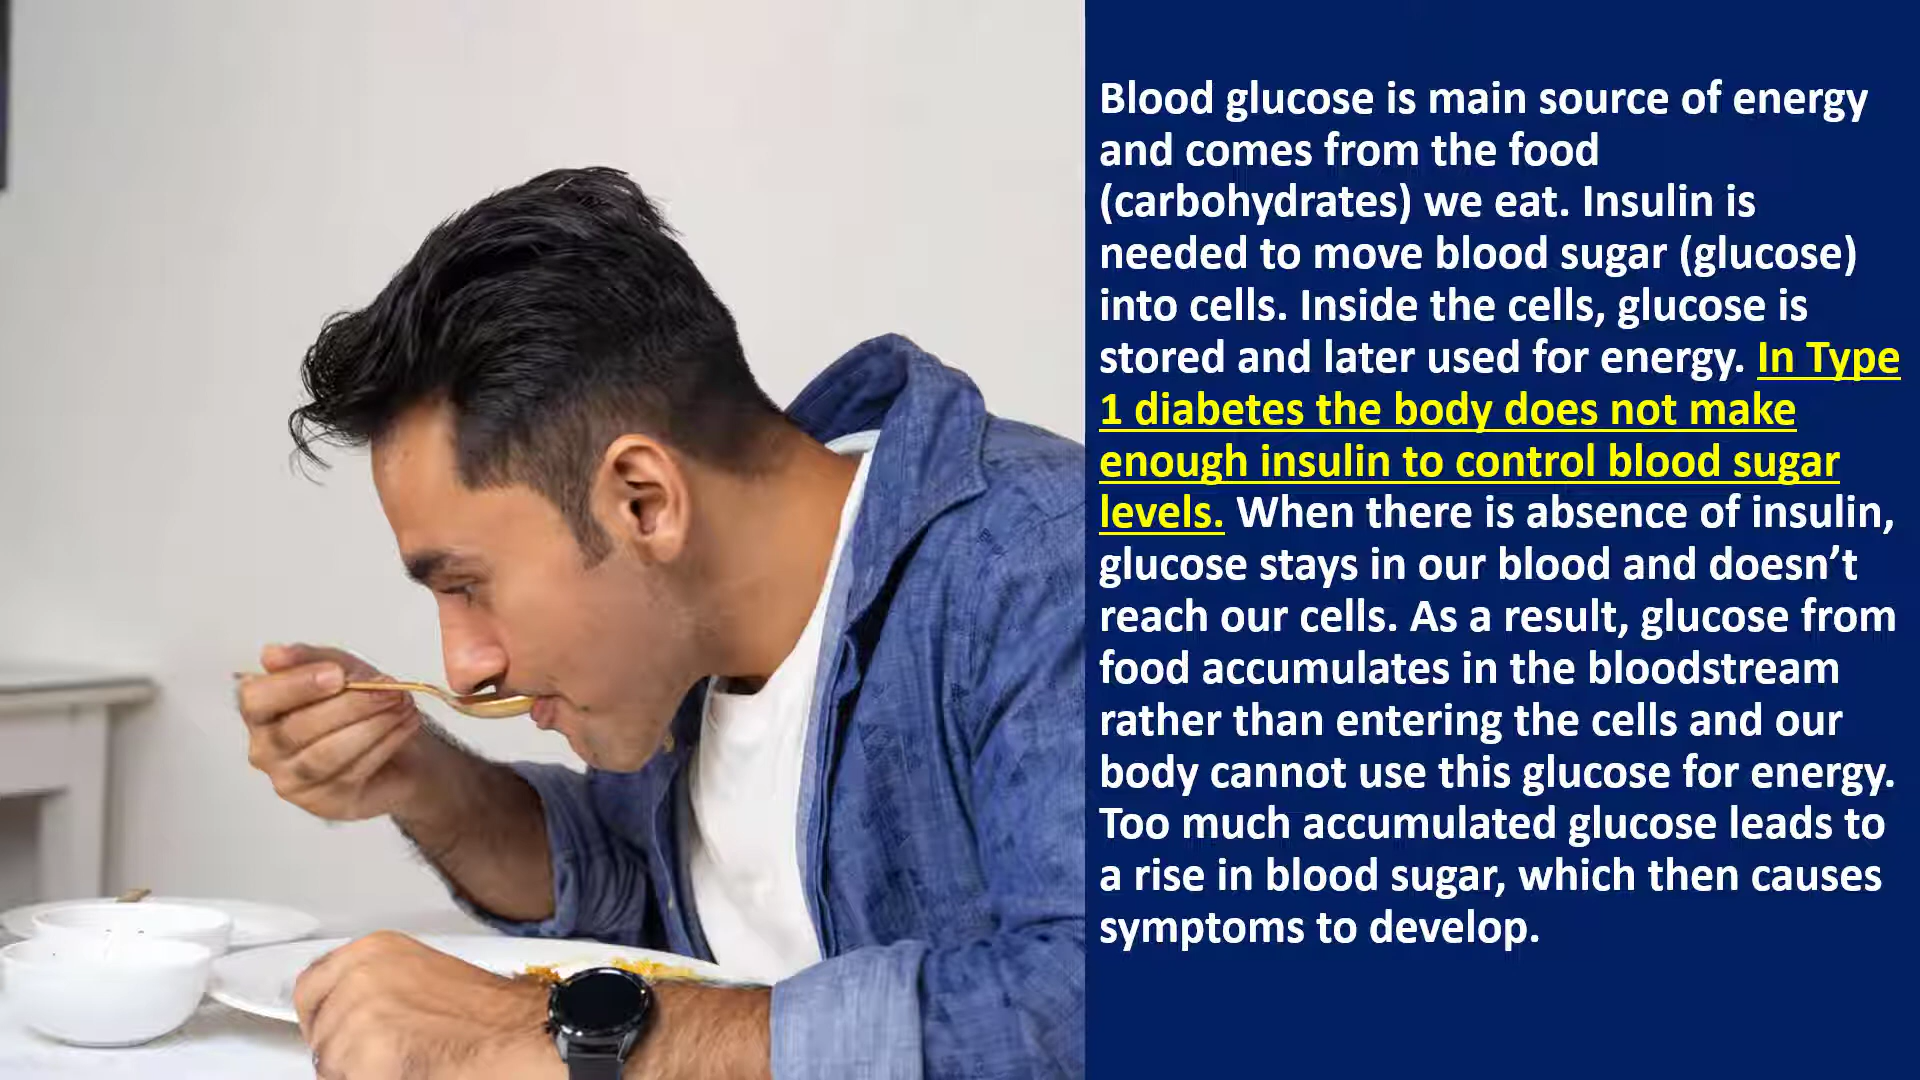 Blood glucose is main source of energy
and comes from the food
(carbohydrates) we eat. Insulin is
needed to move blood sugar (glucose)
into cells. Inside the cells, glucose is
stored and later used for energy. In Type
1 diabetes the body does not make
enough insulin to control blood sugar
levels. When there is absence of insulin,
glucose stays in our blood and doesn’t
reach our cells. As a result, glucose from
food accumulates in the bloodstream
rather than entering the cells and our
body cannot use this glucose for energy.
Too much accumulated glucose leads to
a rise in blood sugar, which then causes
symptoms to develop.